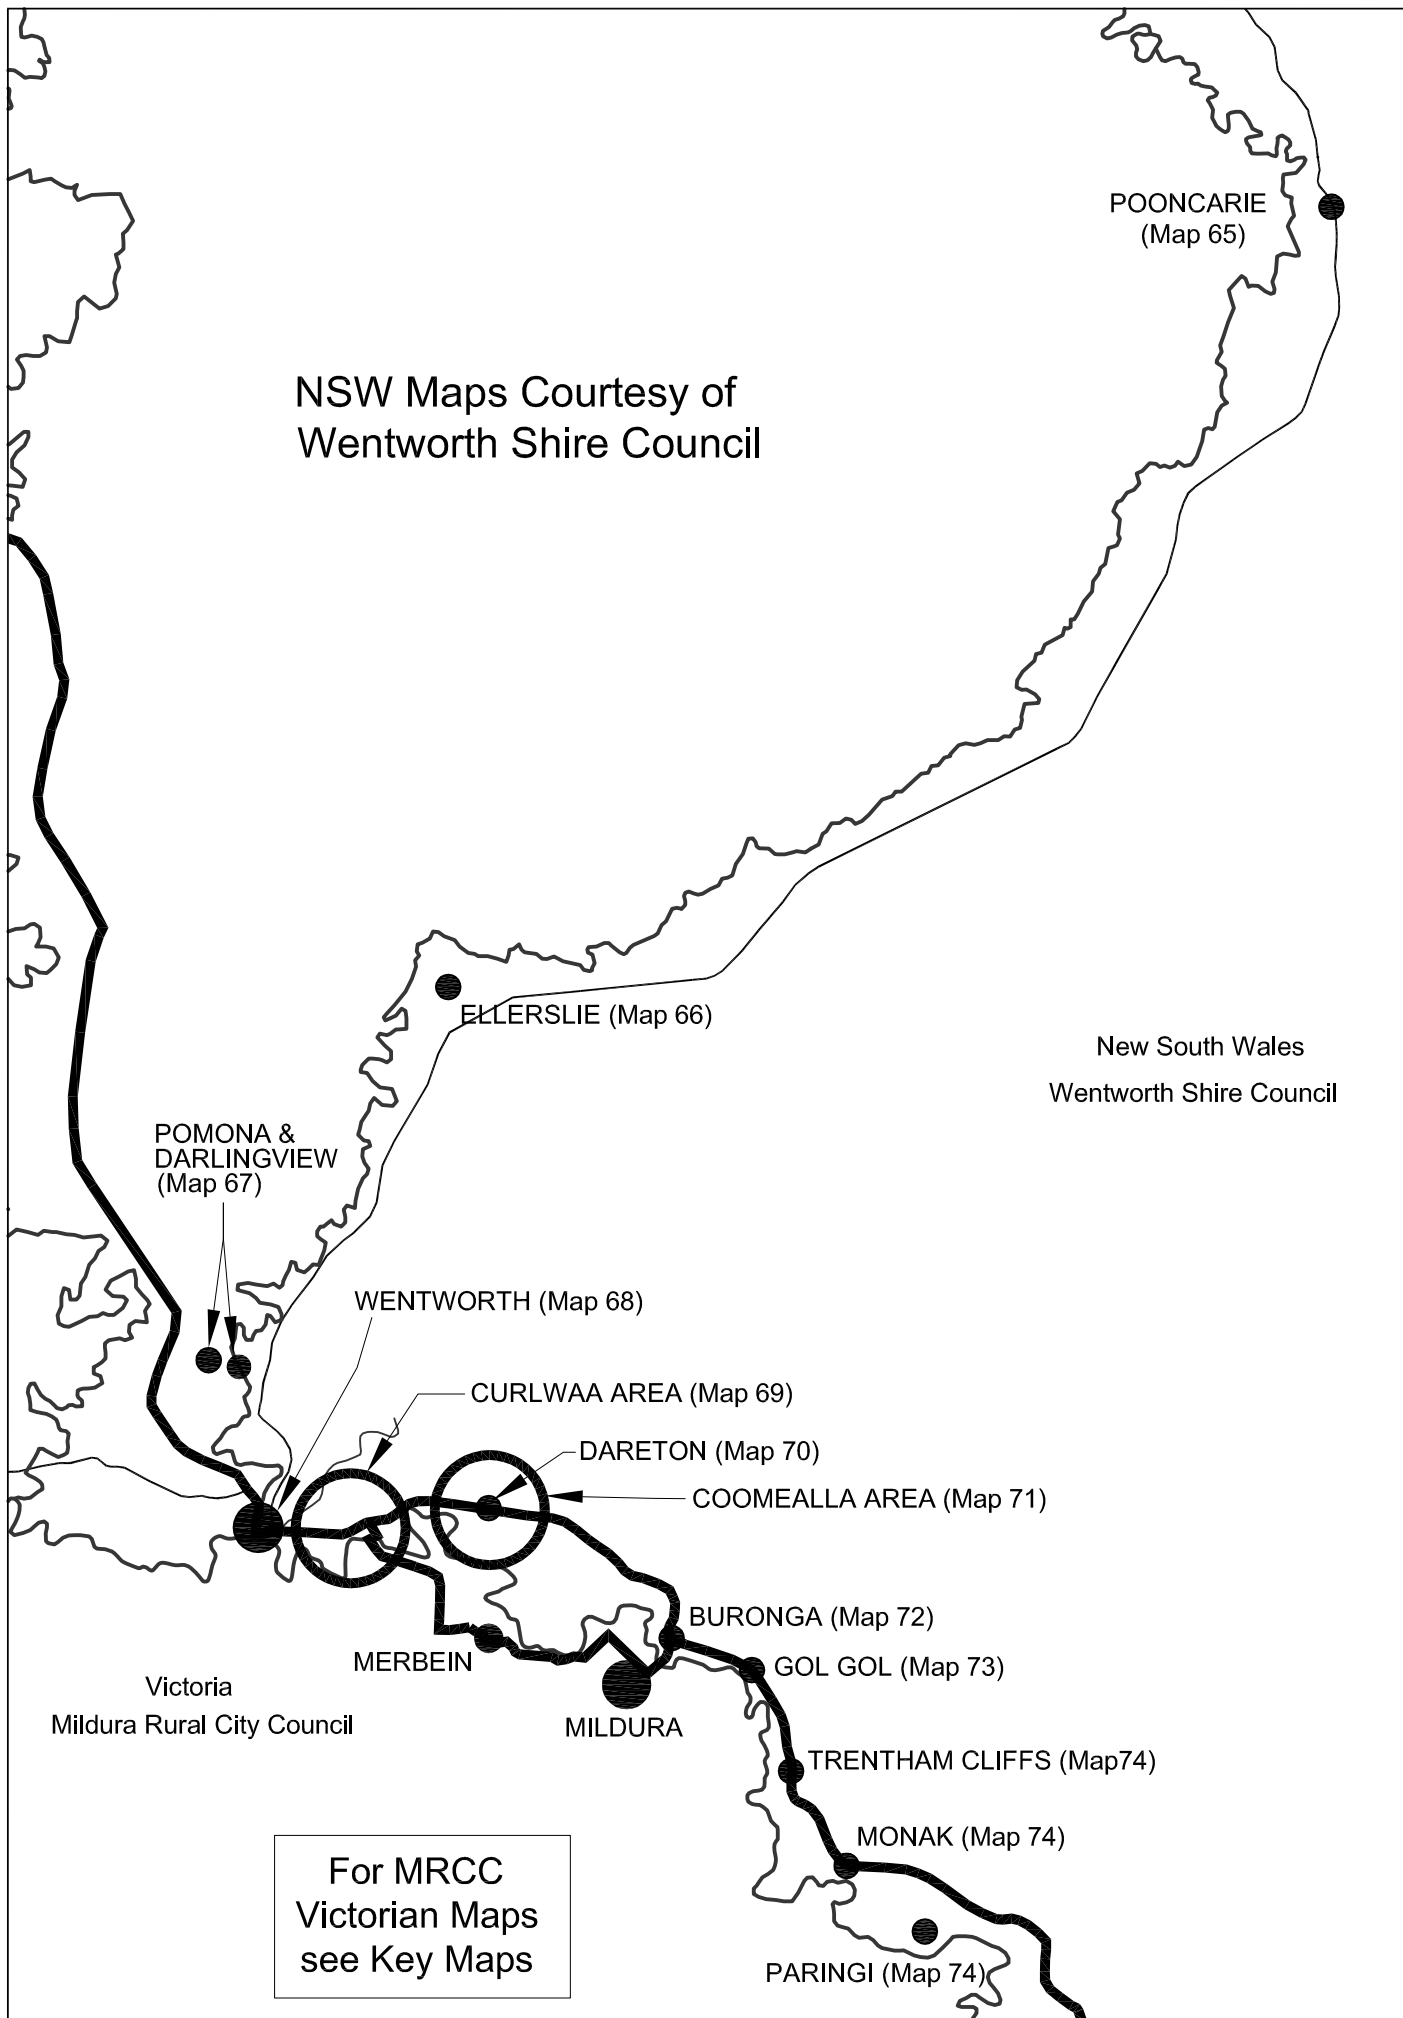 POONCARIE
(Map 65)
NSW Maps Courtesy of
Wentworth Shire Council
ELLERSLIE (Map 66)
New South Wales
Wentworth Shire Council
POMONA &
DARLINGVIEW
(Map 67)
WENTWORTH (Map 68)
CURLWAA AREA (Map 69)
DARETON (Map 70)
COOMEALLA AREA (Map 71)
BURONGA (Map 72)
MERBEIN
GOL GOL (Map 73)
Victoria
Mildura Rural City Council
MILDURA
TRENTHAM CLIFFS (Map74)
MONAK (Map 74)
For MRCC
Victorian Maps
see Key Maps
PARINGI (Map 74)